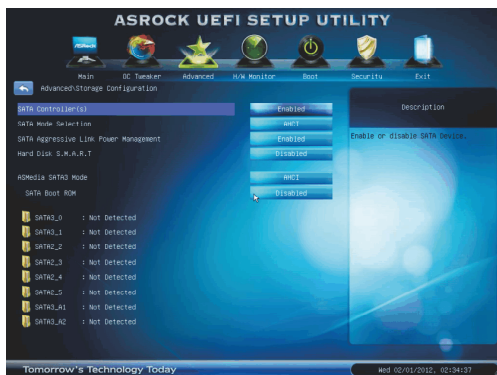 ASROCK UEFI SETUP UTILITY
ASRock
Main OC Tweaker Advanced H/W Monitor Boot Security Exit
Advanced\Storage Configuration
Description
SATA Controller(s) Enabled
SATA Mode Selection AHCI
Enable or disable SATA Device.
SATA Aggressive Link Power Management Enabled
Hard Disk S.M.A.R.T Disabled
ASMedia SATA3 Mode AHCI
SATA Boot ROM Disabled
SATA3_0 : Not Detected
SATA3_1 : Not Detected
SATA2_2 : Not Detected
SATA2_3 : Not Detected
SATA2_4 : Not Detected
SATA2_5 : Not Detected
SATA3_A1 : Not Detected
SATA3_A2 : Not Detected
Tomorrow's Technology Today
Wed 02/01/2012, 02:34:37